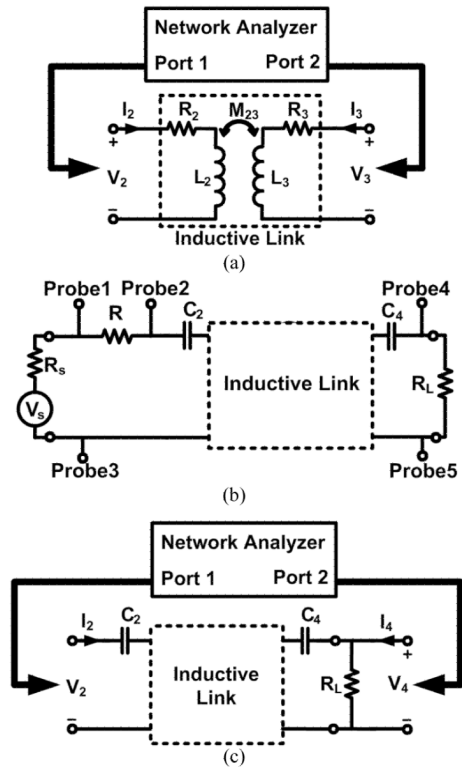 Network Analyzer
Port 1 Port 2
I2 R2 M23 R3 I3
+ +
V2 L2 L3 V3
− −
Inductive Link
(a)
Probe1 Probe2 Probe4
R C2 C4
Rs
Inductive Link RL
Vs
Probe3 Probe5
(b)
Network Analyzer
Port 1 Port 2
I2 C2 C4 I4
+
V2 Inductive RL V4
Link
− −
(c)